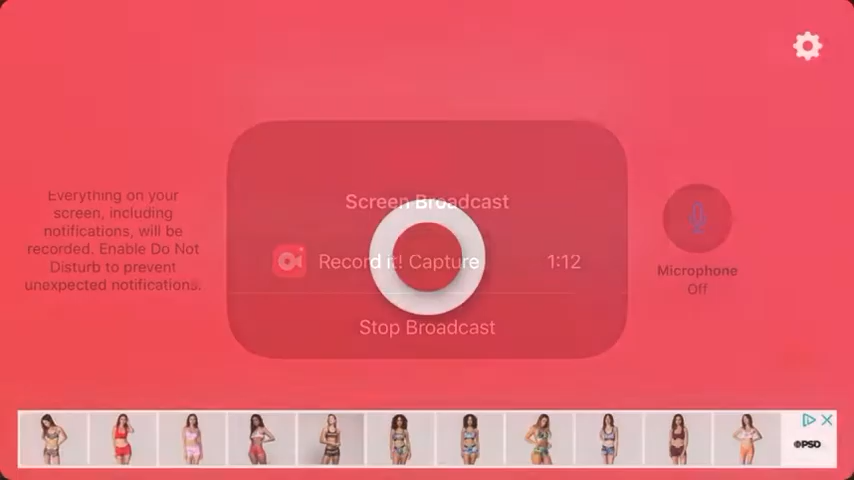 Everything on your
screen, including
notifications, will be
recorded. Enable Do Not
Disturb to prevent
unexpected notifications.
Screen Broadcast
Record it! Capture
1:12
Stop Broadcast
Microphone
Off
PSD